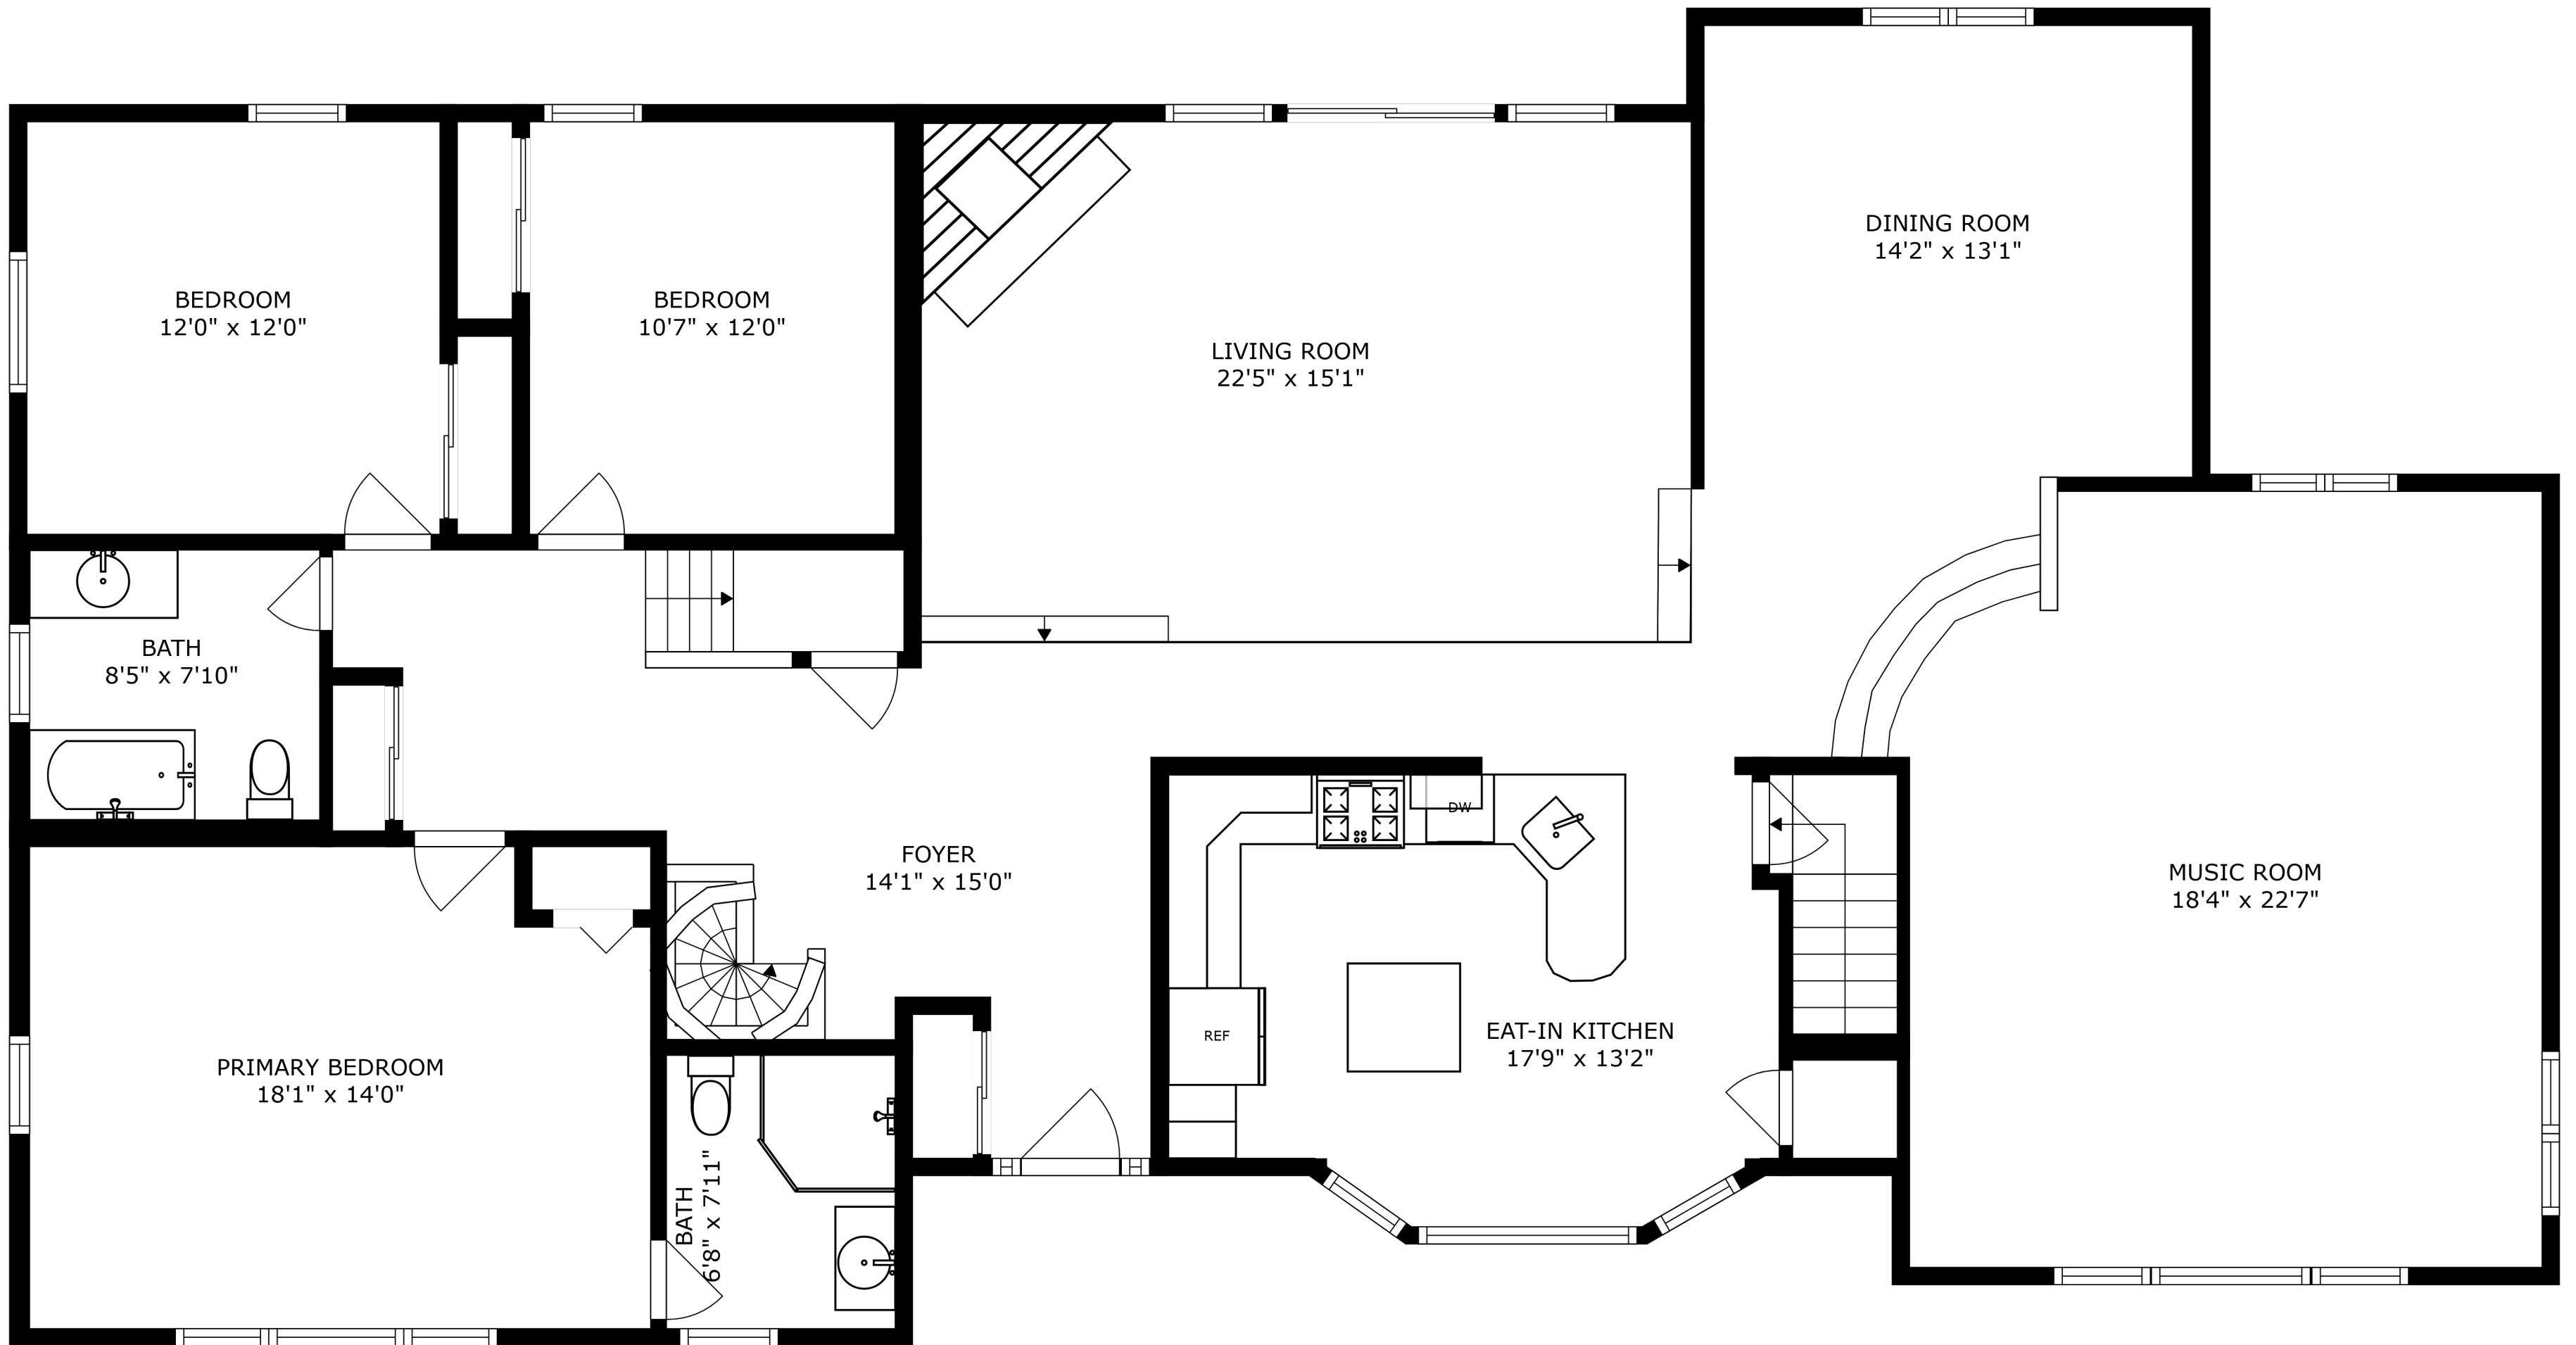 DINING ROOM
14'2" x 13'1"
BEDROOM
12'0" x 12'0"
BEDROOM
10'7" x 12'0"
LIVING ROOM
22'5" x 15'1"
BATH
8'5" x 7'10"
DW
FOYER
14'1" x 15'0"
MUSIC ROOM
18'4" x 22'7"
REF
EAT-IN KITCHEN
17'9" x 13'2"
PRIMARY BEDROOM
18'1" x 14'0"
BATH
6'8" x 7'11"